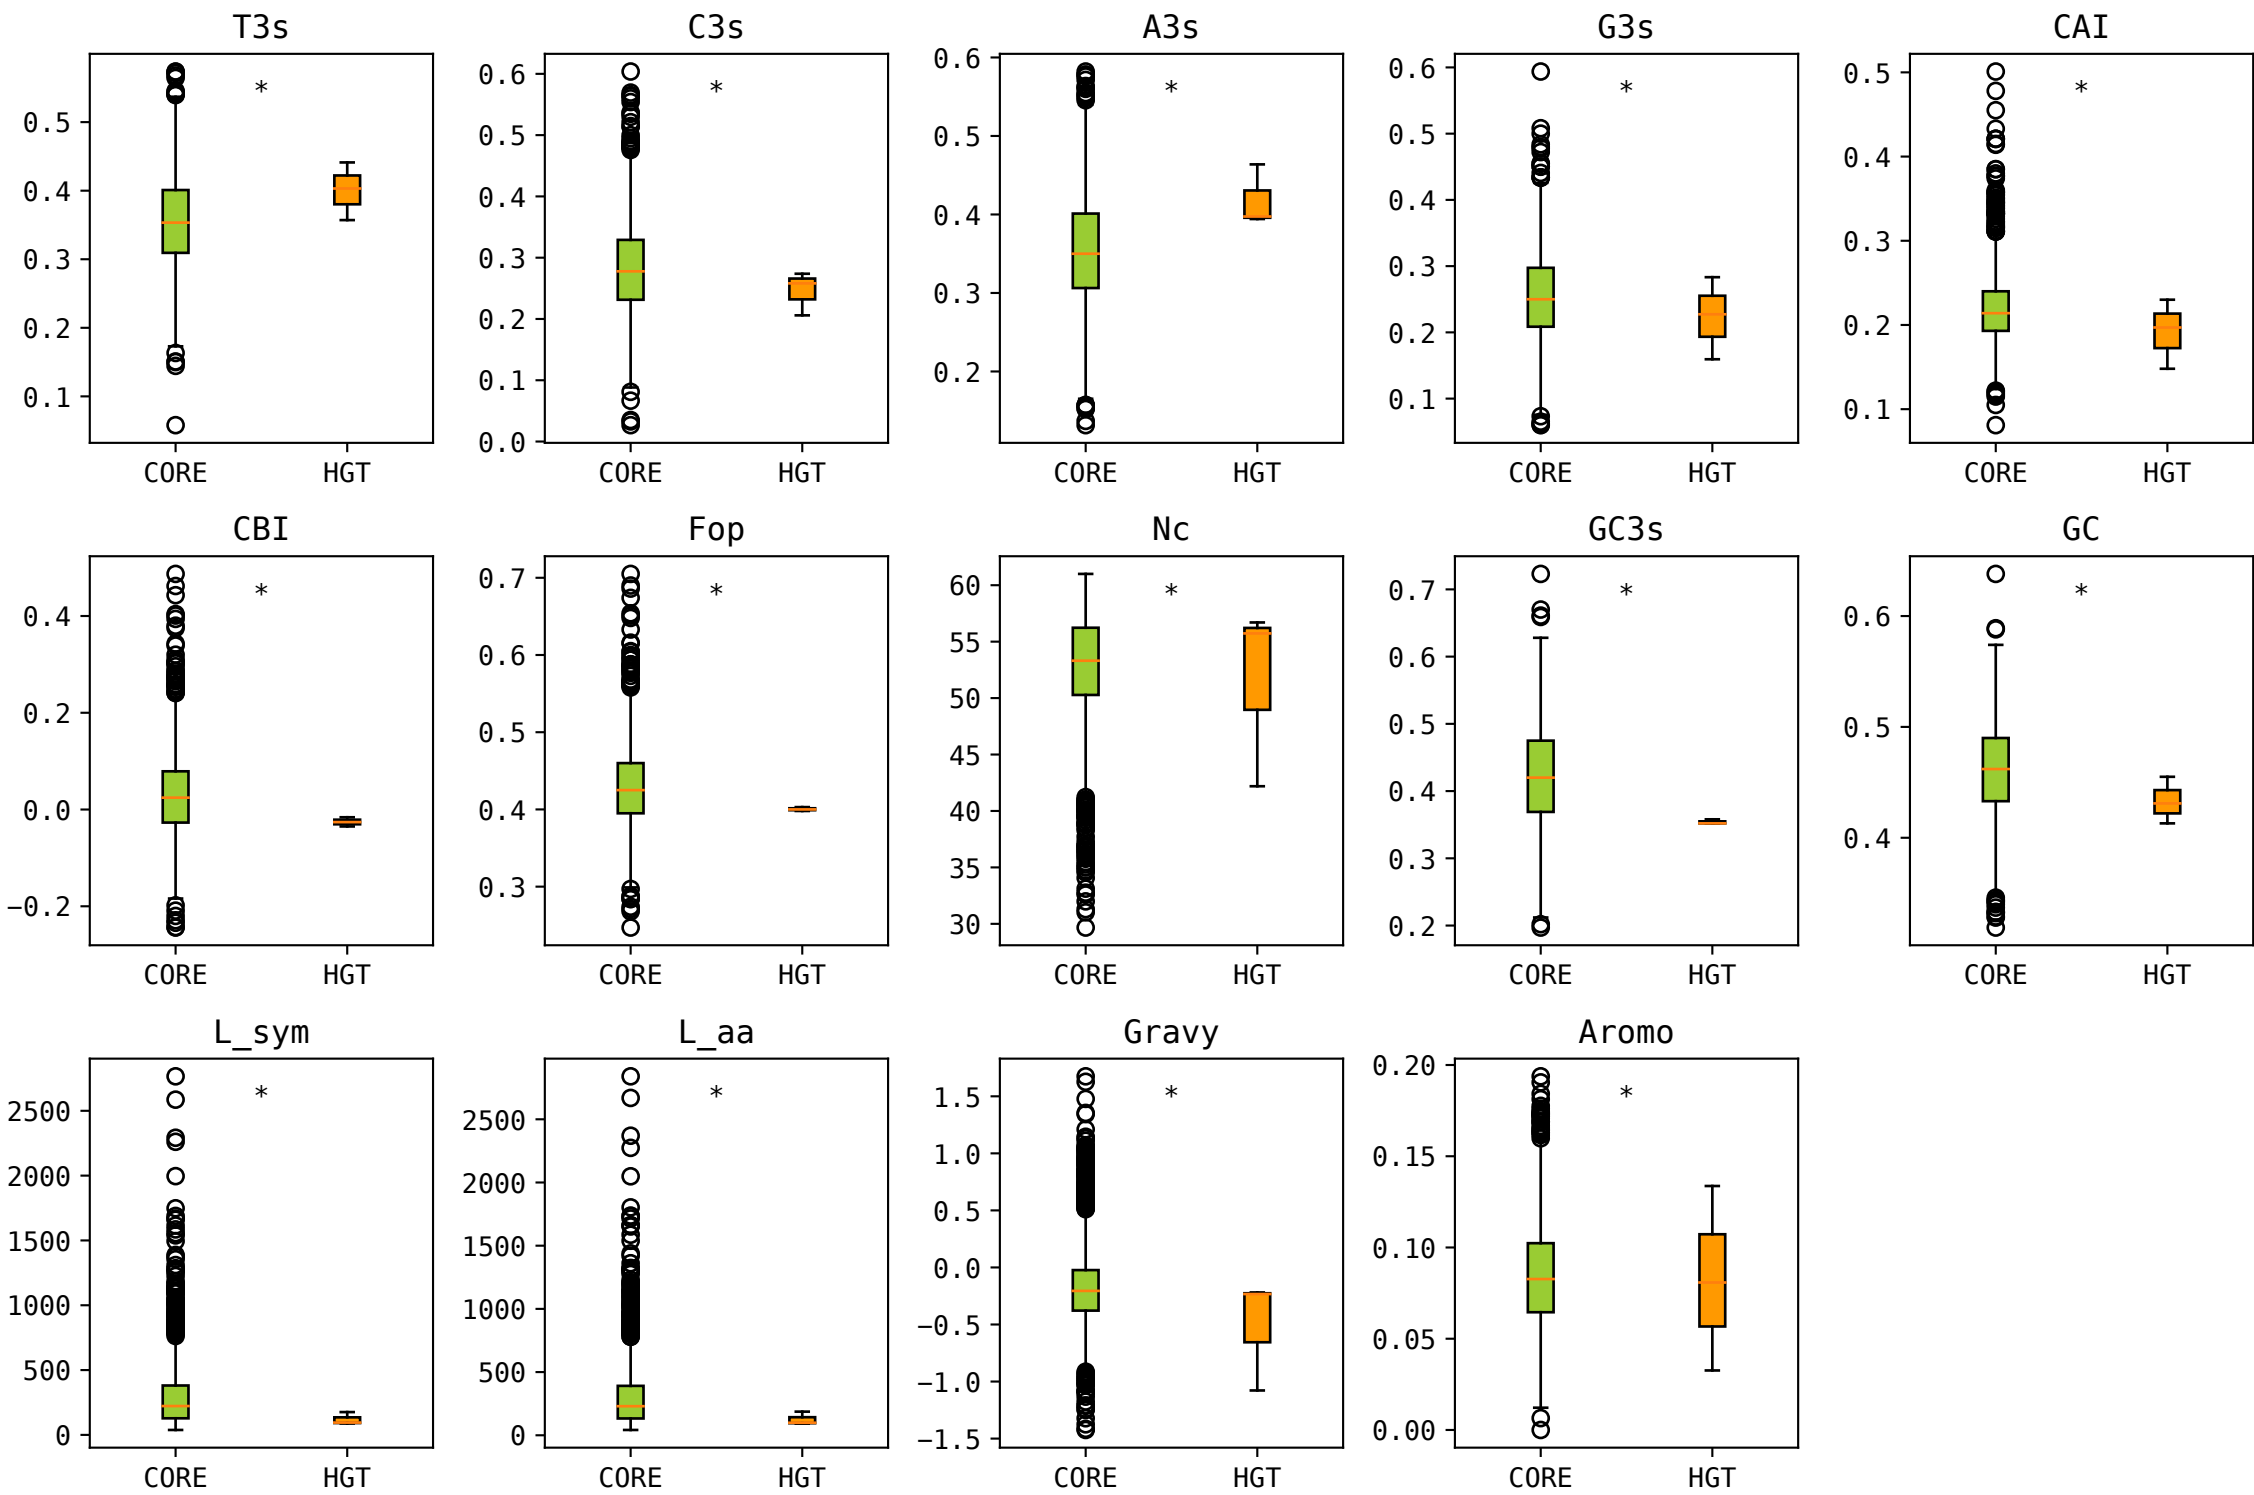 T3s C3s A3s G3s CAI
* * * * *
0.5 0.4 0.3 0.2 0.1
0.6 0.5 0.4 0.3 0.2 0.1 0.0
0.6 0.5 0.4 0.3 0.2
0.6 0.5 0.4 0.3 0.2 0.1
0.5 0.4 0.3 0.2 0.1
CORE HGT CORE HGT CORE HGT CORE HGT CORE HGT
CBI Fop Nc GC3s GC
* * * * *
0.4 0.2 0.0 −0.2
0.7 0.6 0.5 0.4 0.3
60 55 50 45 40 35 30
0.7 0.6 0.5 0.4 0.3 0.2
0.6 0.5 0.4
CORE HGT CORE HGT CORE HGT CORE HGT CORE HGT
L_sym L_aa Gravy Aromo
* * * *
2500 2000 1500 1000 500 0
2500 2000 1500 1000 500 0
1.5 1.0 0.5 0.0 −0.5 −1.0 −1.5
0.20 0.15 0.10 0.05 0.00
CORE HGT CORE HGT CORE HGT CORE HGT